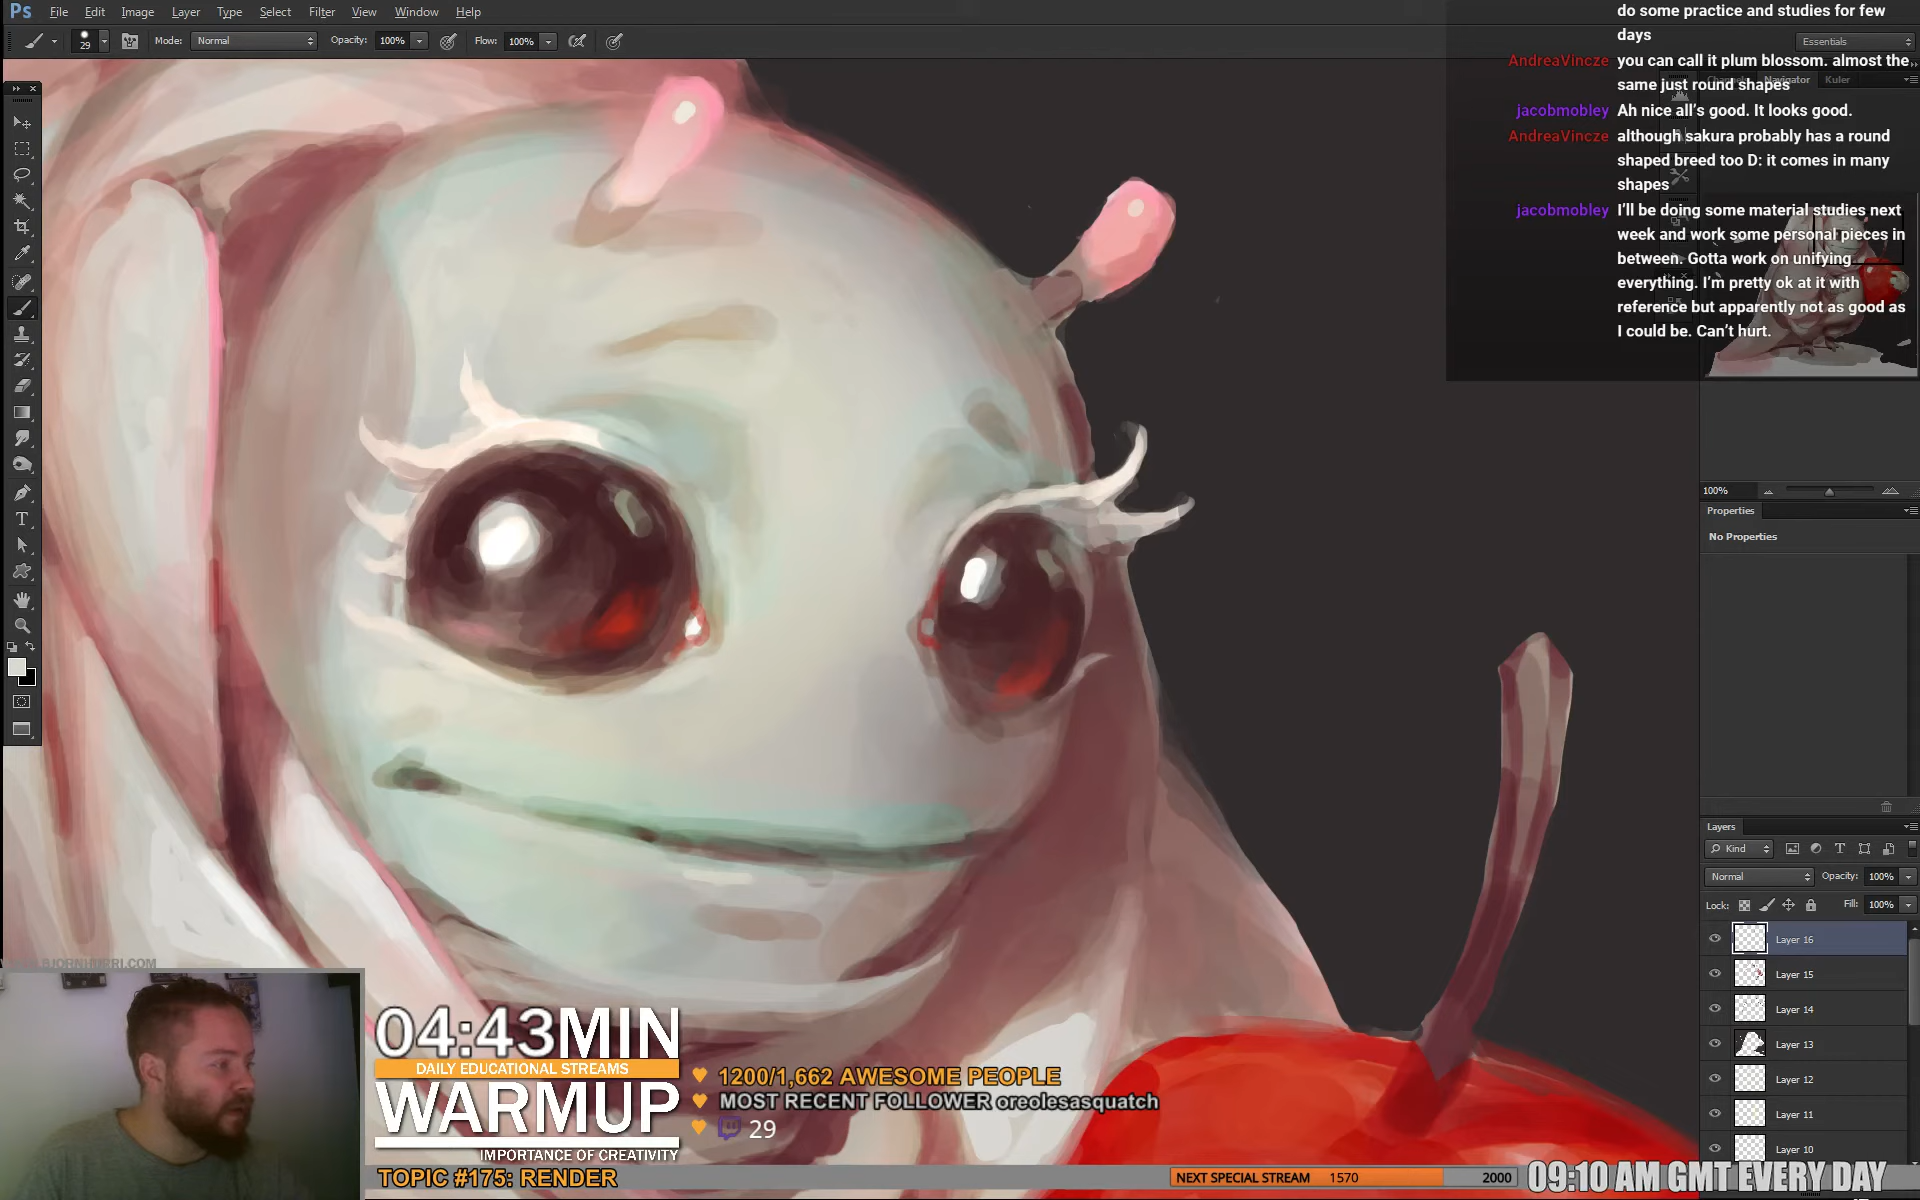 Ps File Edit Image Layer Type Select Filter View Window Help
29 Mode: Normal Opacity: 100% Flow: 100% Essentials
do some practice and studies for few
days
AndreaVincze you can call it plum blossom. almost the
same just round shapes
jacobmobley Ah nice all's good. It looks good.
AndreaVincze although sakura probably has a round
shaped breed too D: it comes in many
shapes
jacobmobley I'll be doing some material studies next
week and work some personal pieces in
between. Gotta work on unifying
everything. I'm pretty ok at it with
reference but apparently not as good as
I could be. Can't hurt.
Navigator Kuler
100%
Properties
No Properties
Layers
Kind
Normal Opacity: 100%
Lock: Fill: 100%
Layer 16
Layer 15
Layer 14
Layer 13
Layer 12
Layer 11
Layer 10
04:43MIN
DAILY EDUCATIONAL STREAMS
WARMUP
IMPORTANCE OF CREATIVITY
TOPIC #175: RENDER
1200/1,662 AWESOME PEOPLE
MOST RECENT FOLLOWER oreolesasquatch
29
NEXT SPECIAL STREAM 1570 2000
09:10 AM GMT EVERY DAY